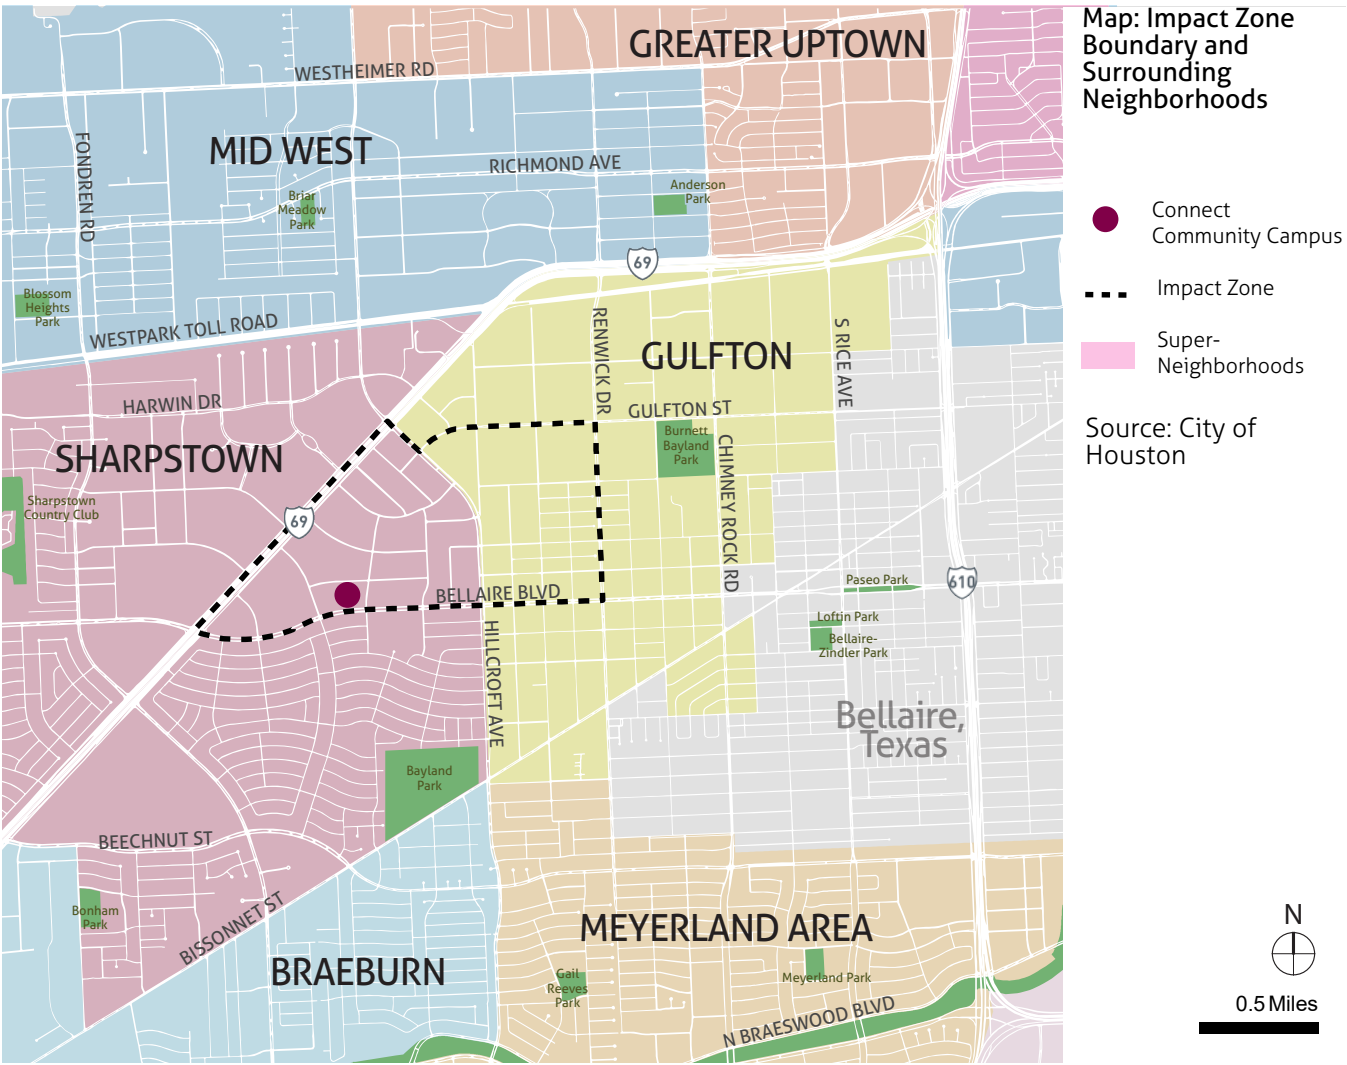 Map: Impact Zone
Boundary and
Surrounding
Neighborhoods
Connect
Community Campus
Impact Zone
Super-
Neighborhoods
Source: City of
Houston
N
0.5 Miles
GREATER UPTOWN
WESTHEIMER RD
MID WEST
FONDREN RD
RICHMOND AVE
Anderson
Park
Briar
Meadow
Park
69
Blossom
Heights
Park
WESTPARK TOLL ROAD
RENWICK DR
GULFTON
S RICE AVE
HARWIN DR
GULFTON ST
Burnett
Bayland
Park
CHIMNEY ROCK RD
SHARPSTOWN
Sharpstown
Country Club
69
BELLAIRE BLVD
Paseo Park
610
Loftin Park
Bellaire-
Zindler Park
HILLCROFT AVE
Bellaire,
Texas
Bayland
Park
BEECHNUT ST
Bonham
Park
BISSONNET ST
BRAEBURN
MEYERLAND AREA
Gail
Reeves
Park
Meyerland Park
N BRAESWOOD BLVD